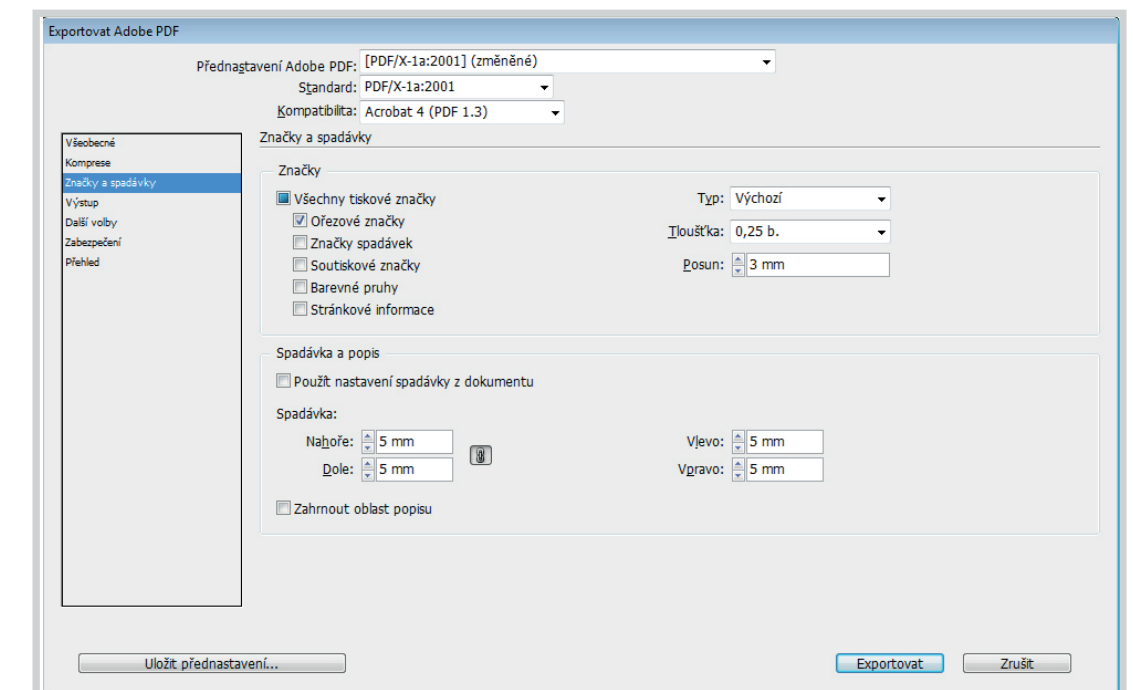 Exportovat Adobe PDF
Přednastavení Adobe PDF: [PDF/X-1a:2001] (změněné)
Standard: PDF/X-1a:2001
Kompatibilita: Acrobat 4 (PDF 1.3)
Všeobecné
Komprese
Značky a spadávky
Výstup
Další volby
Zabezpečení
Přehled
Značky a spadávky
Značky
Všechny tiskové značky
Ořezové značky
Značky spadávek
Soutiskové značky
Barevné pruhy
Stránkové informace
Typ: Výchozí
Tloušťka: 0,25 b.
Posun: 3 mm
Spadávka a popis
Použít nastavení spadávky z dokumentu
Spadávka:
Nahoře: 5 mm
Dole: 5 mm
Vlevo: 5 mm
Vpravo: 5 mm
Zahrnout oblast popisu
Uložit přednastavení...
Exportovat
Zrušit